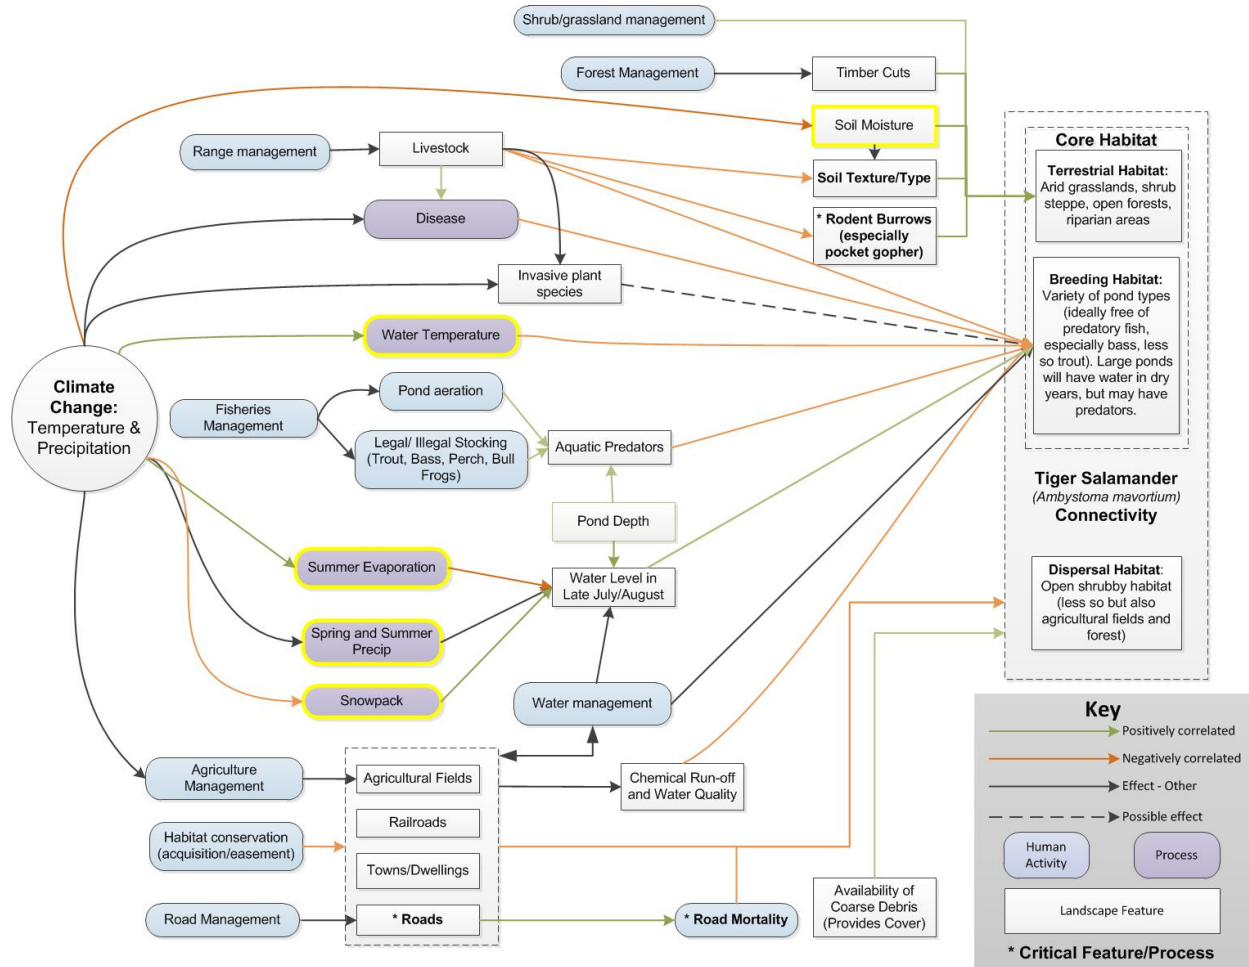 Shrub/grassland management
Forest Management
Timber Cuts
Soil Moisture
Range management
Livestock
Soil Texture/Type
Disease
* Rodent Burrows
(especially
pocket gopher)
Invasive plant
species
Water Temperature
Climate
Change:
Temperature &
Precipitation
Pond aeration
Fisheries
Management
Legal/ Illegal Stocking
(Trout, Bass, Perch, Bull
Frogs)
Aquatic Predators
Pond Depth
Summer Evaporation
Water Level in
Late July/August
Spring and Summer
Precip
Snowpack
Water management
Agriculture
Management
Agricultural Fields
Chemical Run-off
and Water Quality
Railroads
Habitat conservation
(acquisition/easement)
Towns/Dwellings
Road Management
* Roads
* Road Mortality
Availability of
Coarse Debris
(Provides Cover)
Core Habitat
Terrestrial Habitat:
Arid grasslands, shrub
steppe, open forests,
riparian areas
Breeding Habitat:
Variety of pond types
(ideally free of
predatory fish,
especially bass, less
so trout). Large ponds
will have water in dry
years, but may have
predators.
Tiger Salamander
(Ambystoma mavortium)
Connectivity
Dispersal Habitat:
Open shrubby habitat
(less so but also
agricultural fields and
forest)
Key
Positively correlated
Negatively correlated
Effect - Other
Possible effect
Human
Activity
Process
Landscape Feature
* Critical Feature/Process